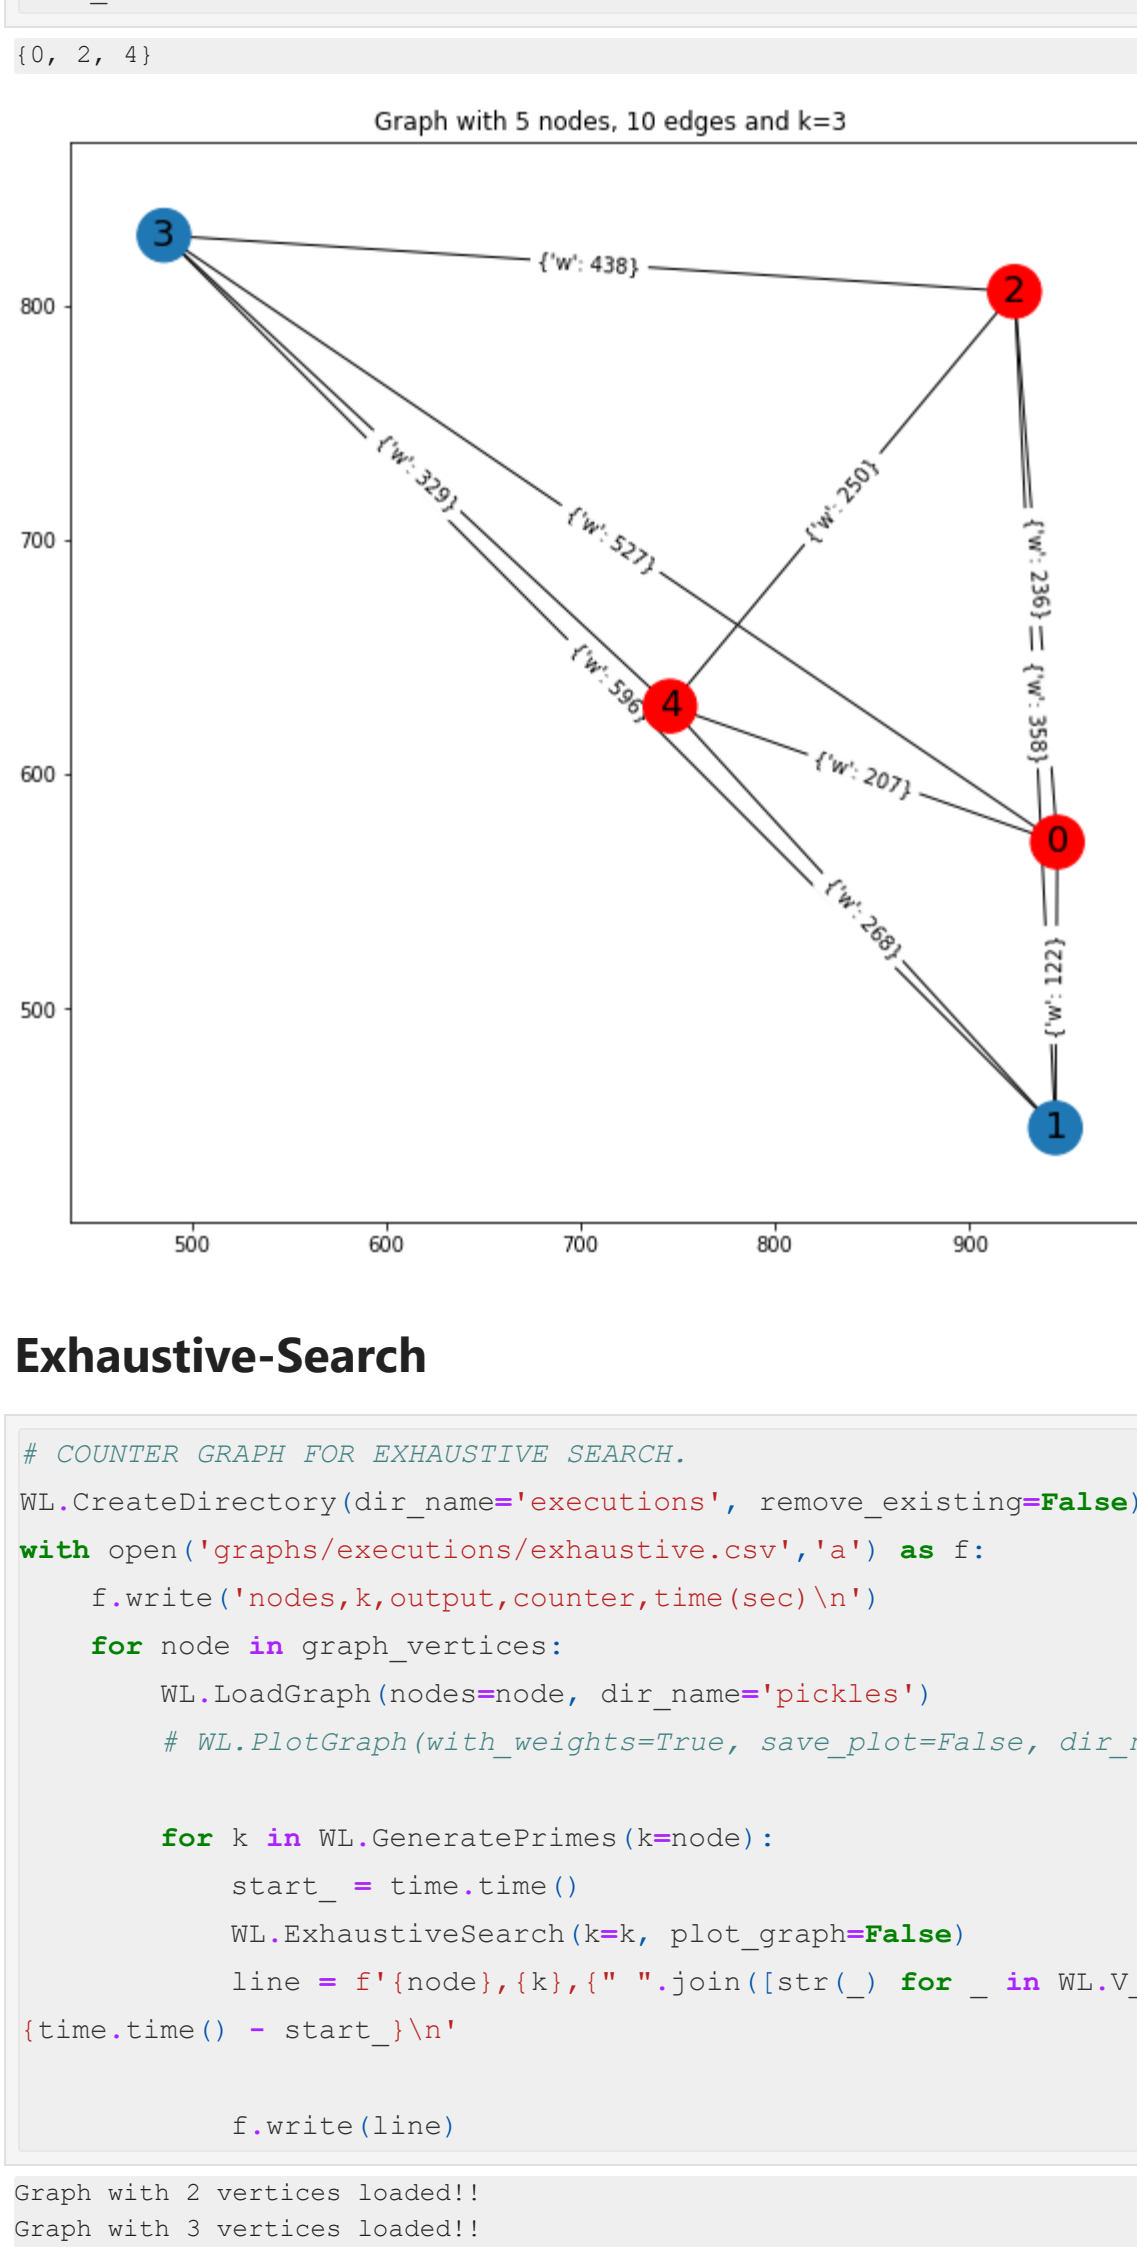 {0, 2, 4}
Graph with 5 nodes, 10 edges and k=3
3
{'w': 438}
2
800
{'w': 329}
{'w': 250}
700
{'w': 527}
{'w': 236}
{'w': 596}
4
{'w': 358}
600
{'w': 207}
0
{'w': 268}
{'w': 122}
500
1
500
600
700
800
900
Exhaustive-Search
# COUNTER GRAPH FOR EXHAUSTIVE SEARCH.
WL.CreateDirectory(dir_name='executions', remove_existing=False)
with open('graphs/executions/exhaustive.csv','a') as f:
    f.write('nodes,k,output,counter,time(sec)\n')
    for node in graph_vertices:
        WL.LoadGraph(nodes=node, dir_name='pickles')
        # WL.PlotGraph(with_weights=True, save_plot=False, dir_
        for k in WL.GeneratePrimes(k=node):
            start_ = time.time()
            WL.ExhaustiveSearch(k=k, plot_graph=False)
            line = f'{node},{k},{" ".join([str(_) for _ in WL.V_
{time.time() - start_}\n'
            f.write(line)
Graph with 2 vertices loaded!!
Graph with 3 vertices loaded!!